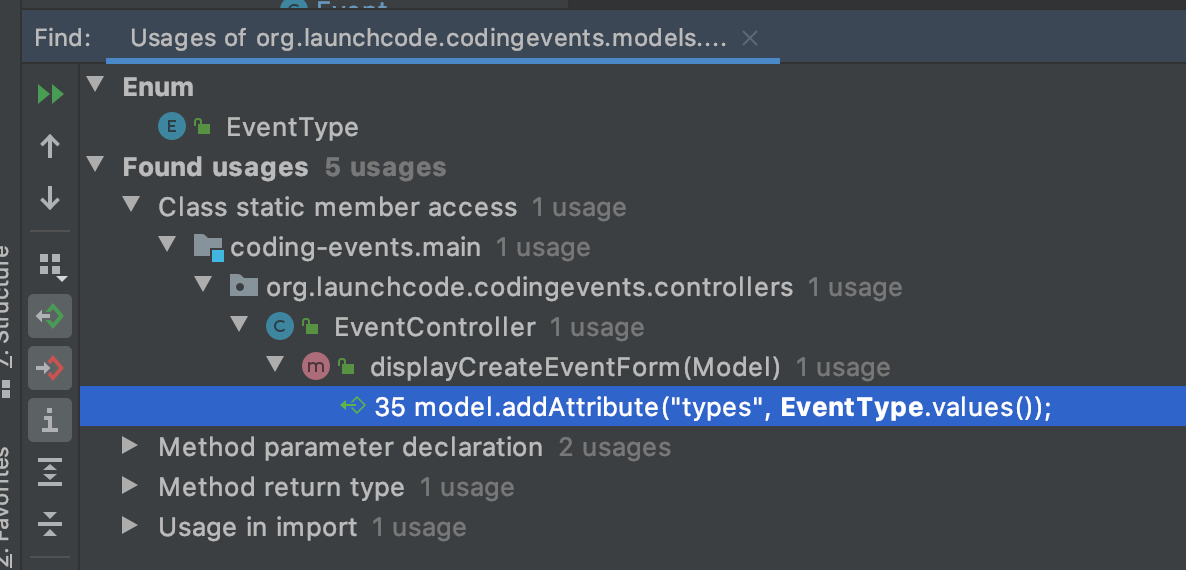 Event
Find: Usages of org.launchcode.codingevents.models....
Enum
E EventType
Found usages 5 usages
Class static member access 1 usage
coding-events.main 1 usage
org.launchcode.codingevents.controllers 1 usage
C EventController 1 usage
m displayCreateEventForm(Model) 1 usage
35 model.addAttribute("types", EventType.values());
Method parameter declaration 2 usages
Method return type 1 usage
Usage in import 1 usage
7: Structure
2: Favorites